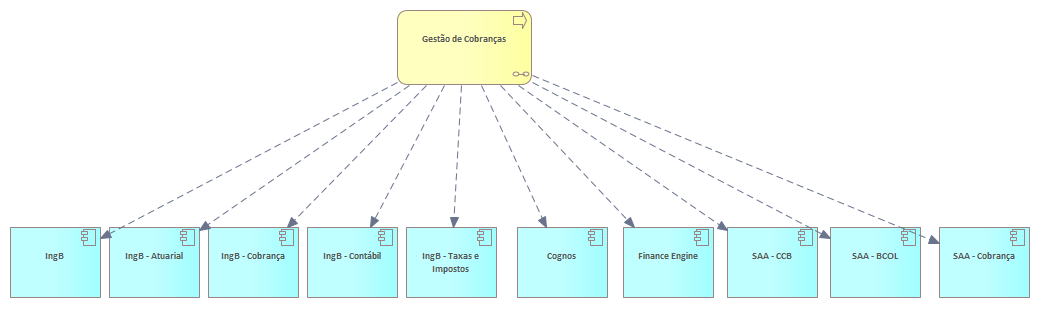 Gestão de Cobranças
IngB
IngB - Atuarial
IngB - Cobrança
IngB - Contábil
IngB - Taxas e
Impostos
Cognos
Finance Engine
SAA - CCB
SAA - BCOL
SAA - Cobrança